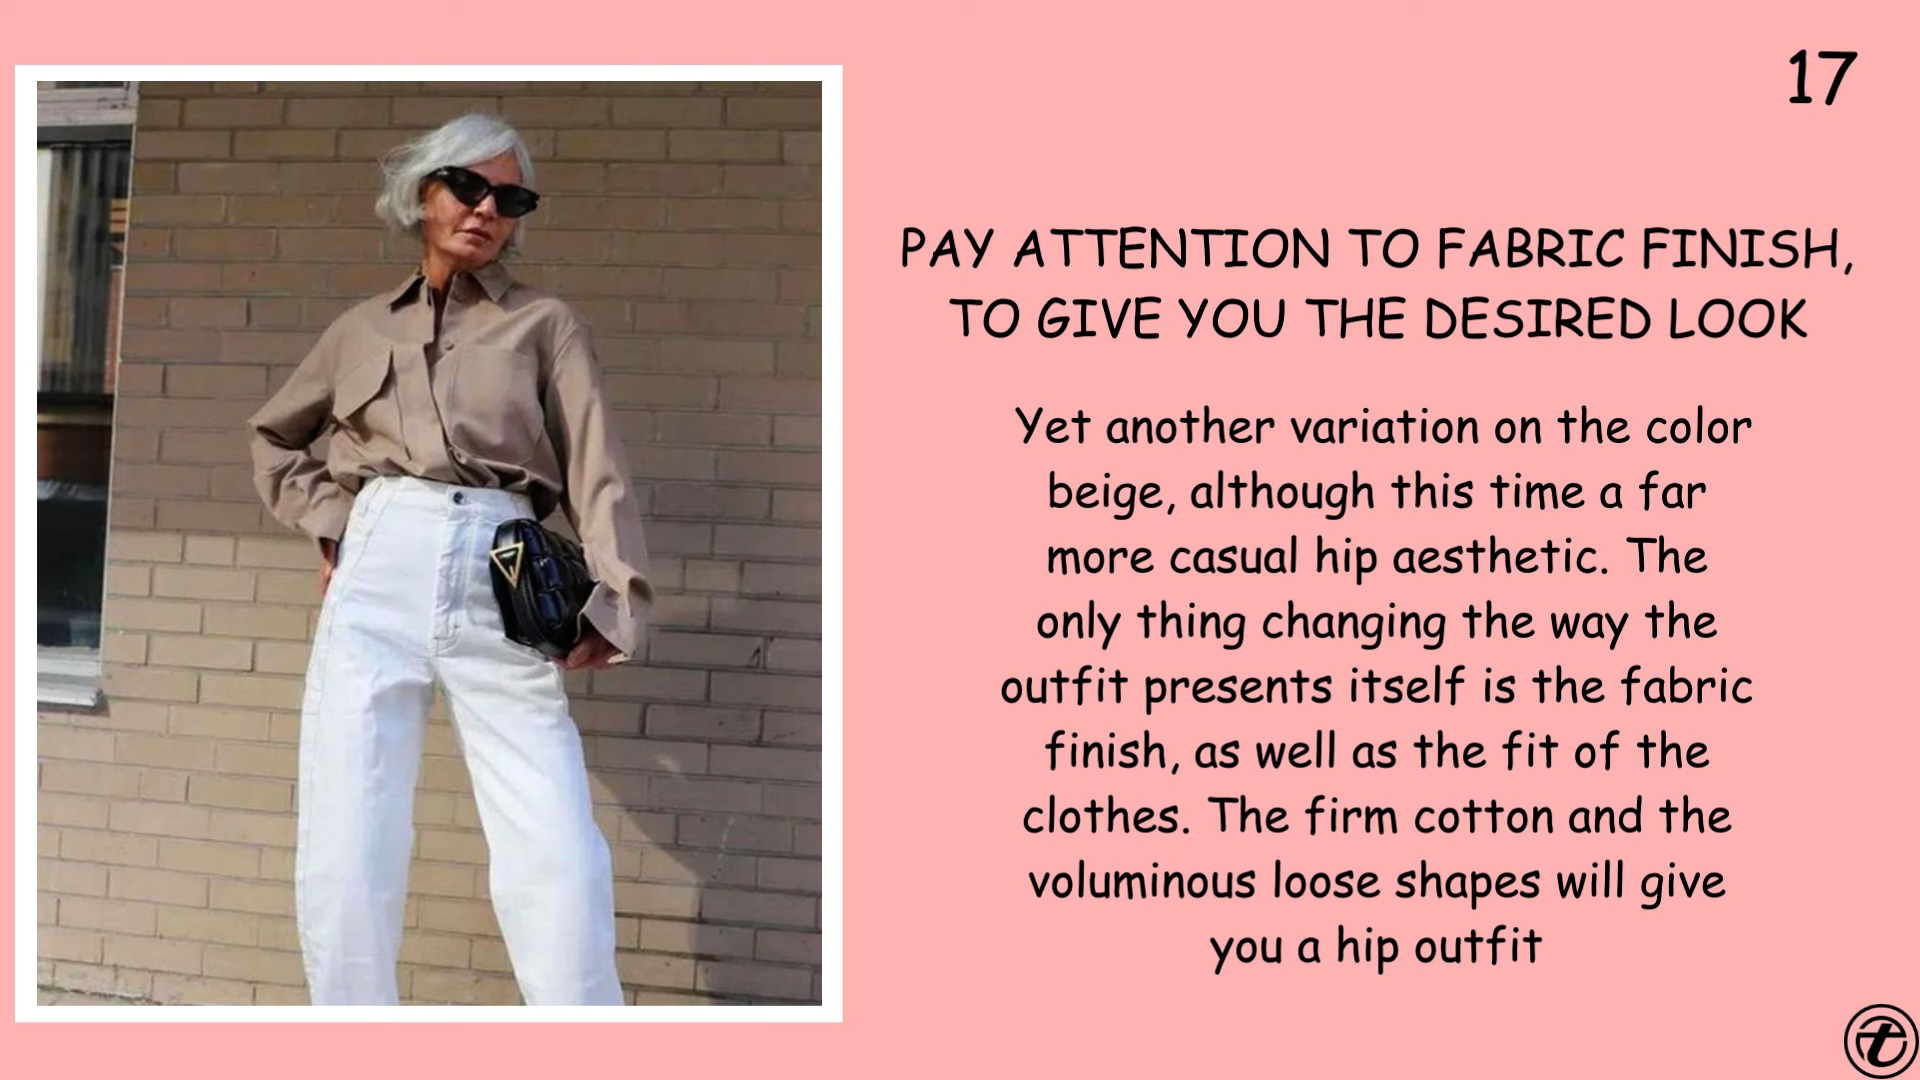 17
PAY ATTENTION TO FABRIC FINISH,
TO GIVE YOU THE DESIRED LOOK
Yet another variation on the color
beige, although this time a far
more casual hip aesthetic. The
only thing changing the way the
outfit presents itself is the fabric
finish, as well as the fit of the
clothes. The firm cotton and the
voluminous loose shapes will give
you a hip outfit
t